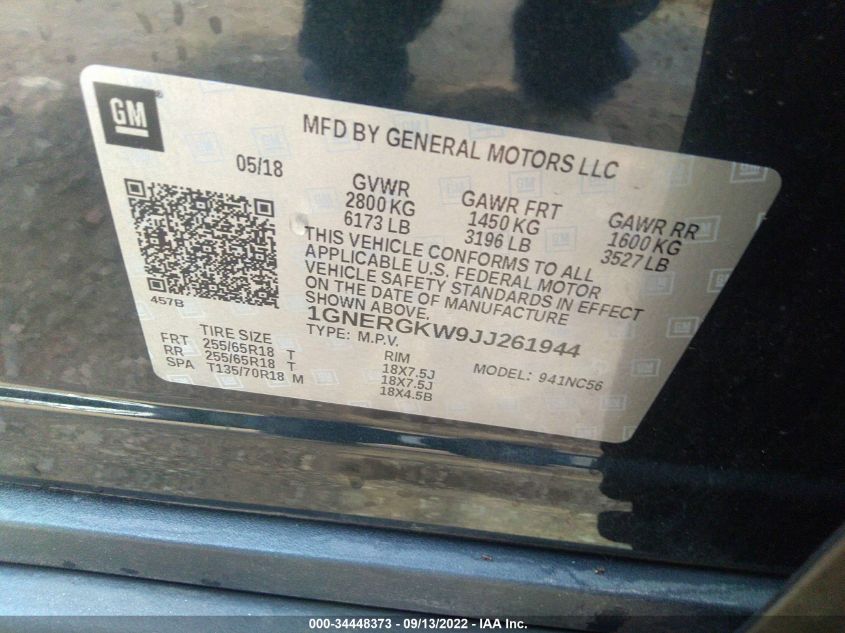 GM
MFD BY GENERAL MOTORS LLC
05/18
GVWR GAWR FRT GAWR RR
2800 KG 1450 KG 1600 KG
6173 LB 3196 LB 3527 LB
THIS VEHICLE CONFORMS TO ALL
APPLICABLE U.S. FEDERAL MOTOR
VEHICLE SAFETY STANDARDS IN EFFECT
ON THE DATE OF MANUFACTURE
SHOWN ABOVE.
457B
1GNERGKW9JJ261944
TYPE: M.P.V. MODEL: 941NC56
TIRE SIZE RIM
FRT 255/65R18 T 18X7.5J
RR 255/65R18 T 18X7.5J
SPA T135/70R18 M 18X4.5B
000-34448373 - 09/13/2022 - IAA Inc.